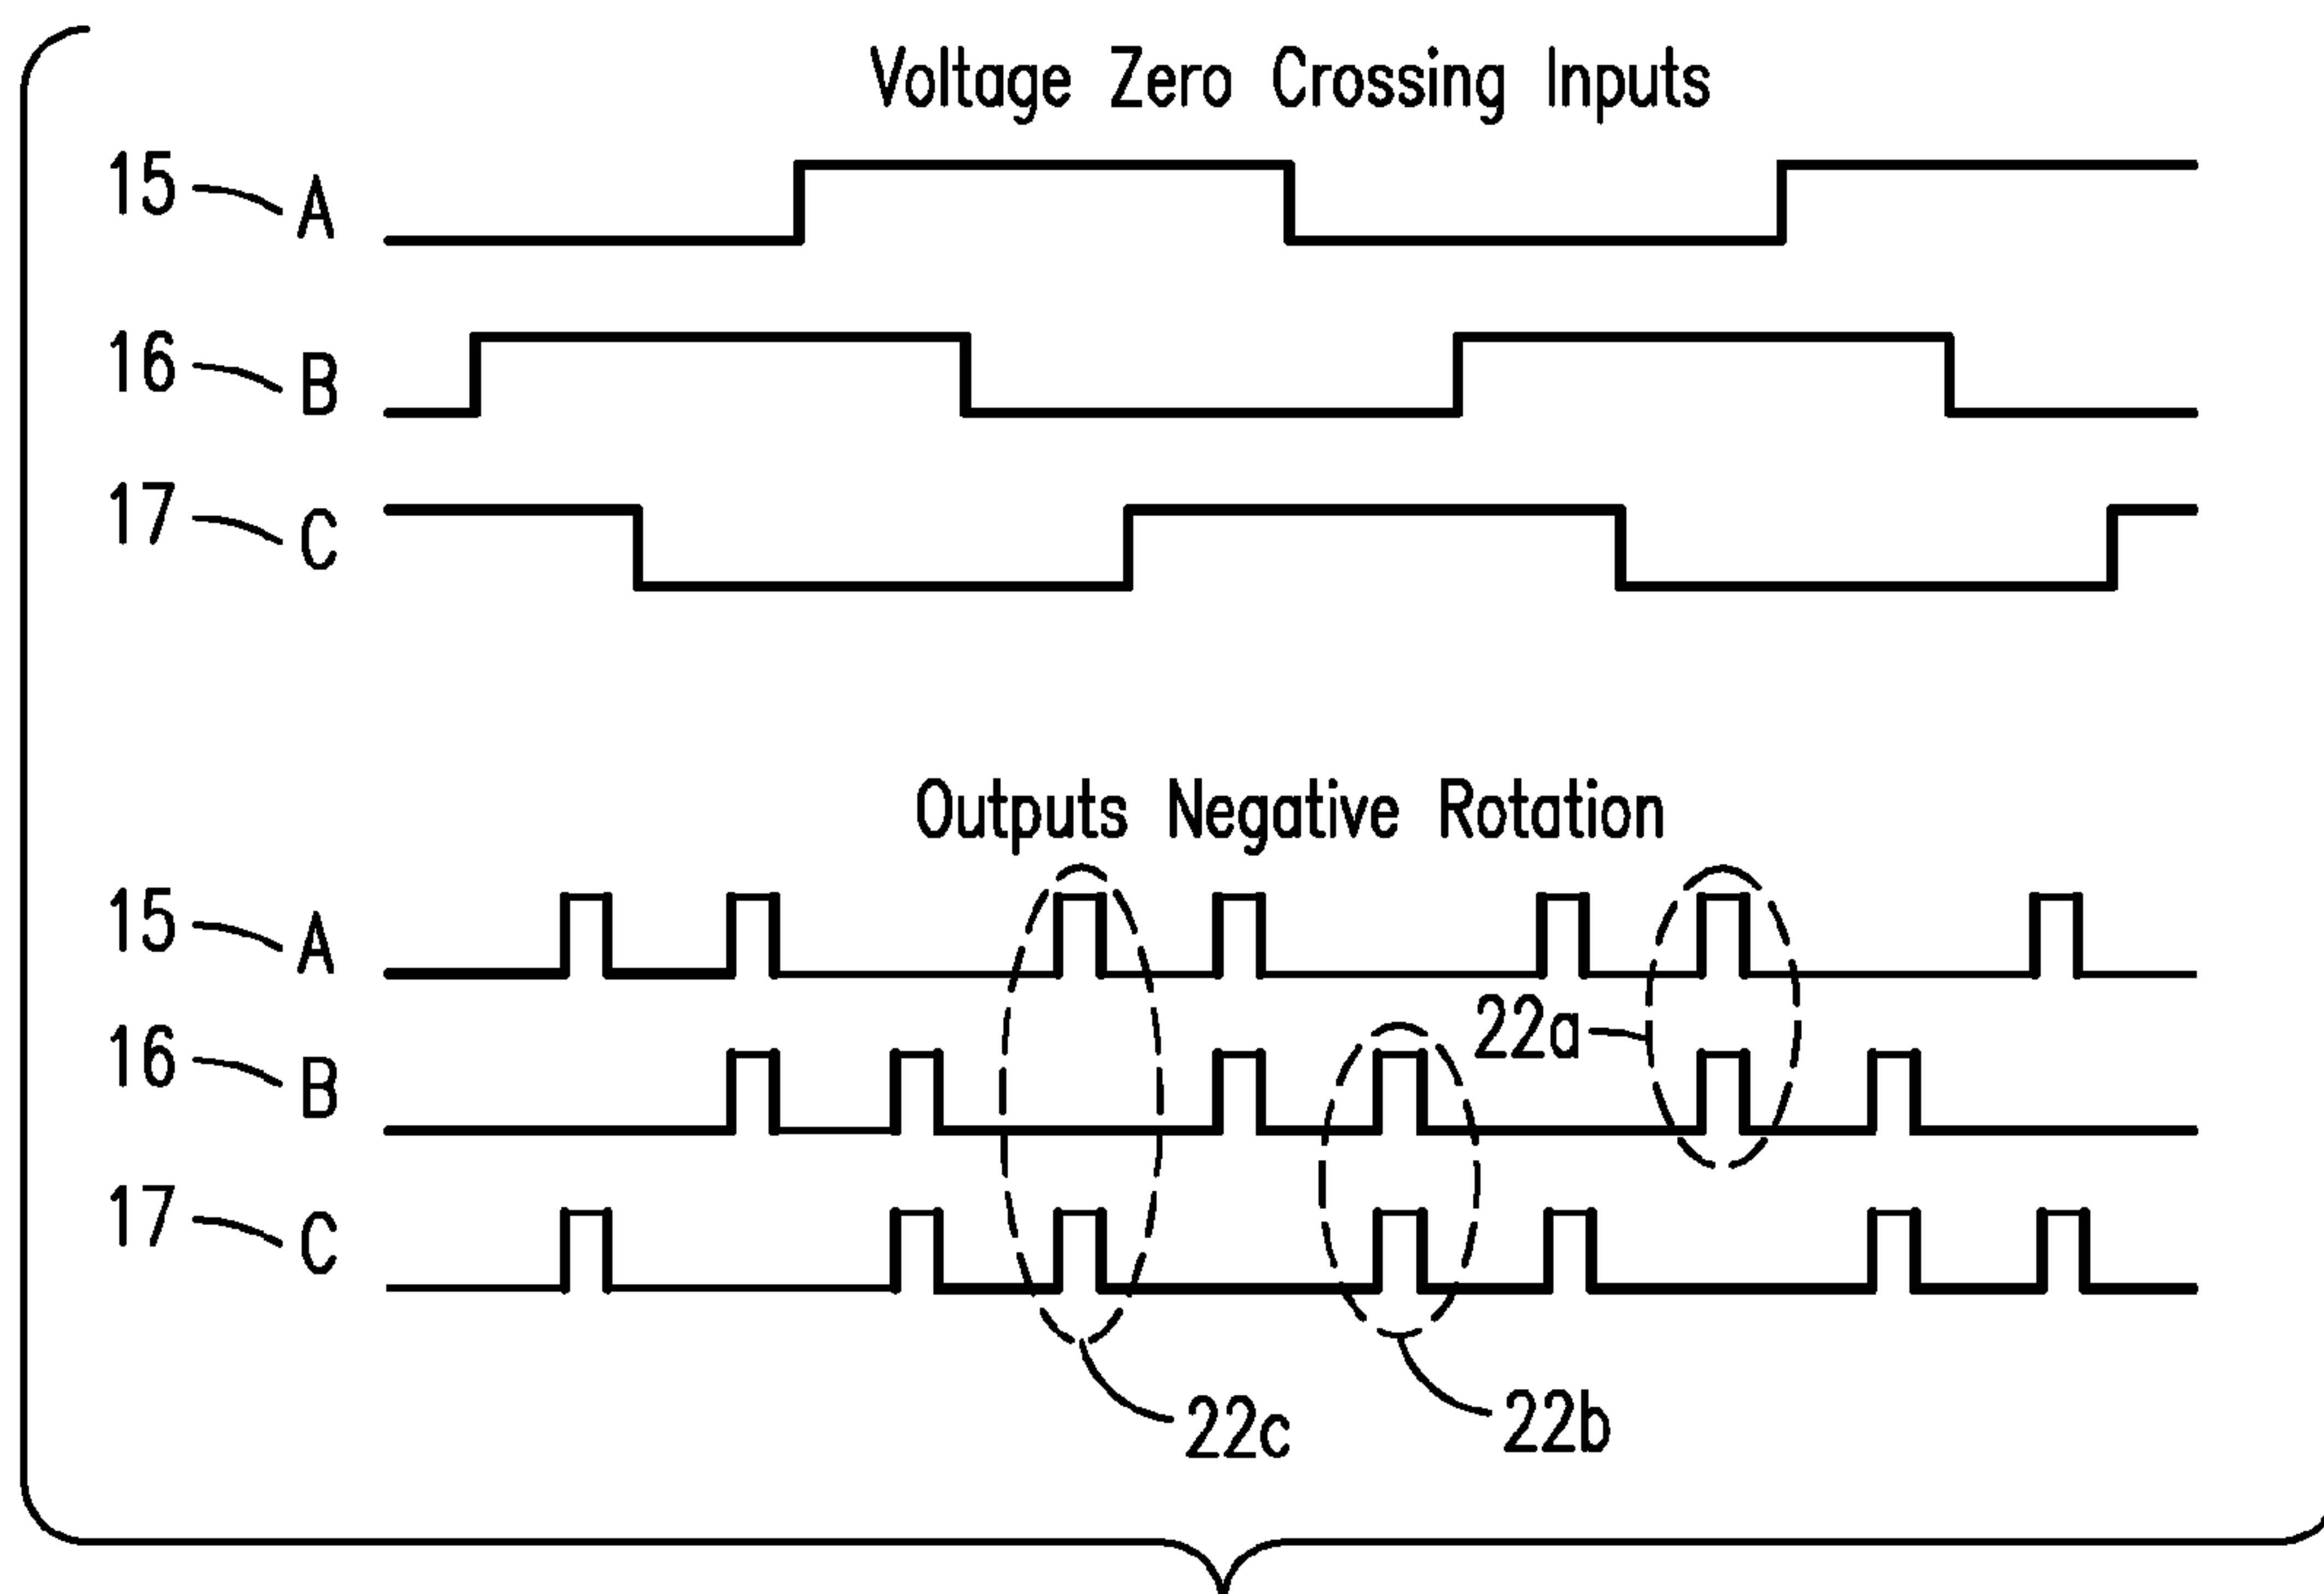 Voltage Zero Crossing Inputs
15 A
16 B
17 C
Outputs Negative Rotation
15 A
22a
16 B
17 C
22c
22b